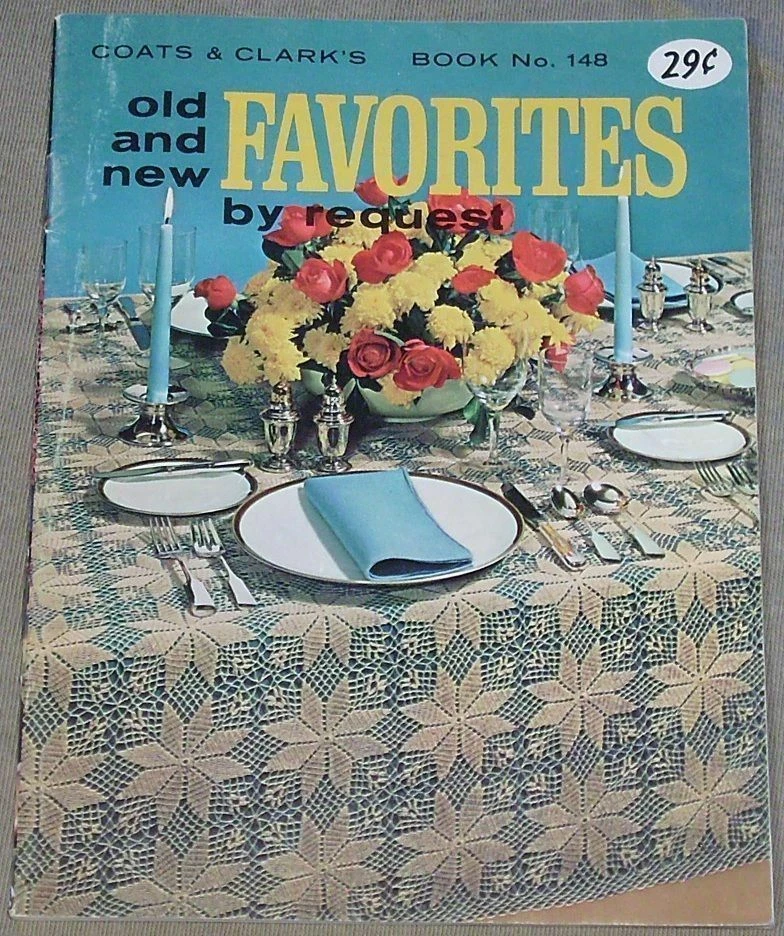 COATS & CLARK'S BOOK No. 148
29¢
old and new FAVORITES
by request